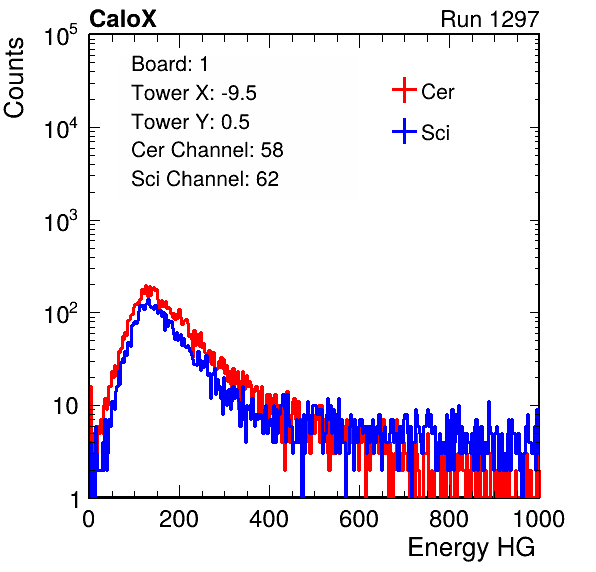 CaloX Run 1297
Counts
Board: 1
Tower X: -9.5
Tower Y: 0.5
Cer Channel: 58
Sci Channel: 62
Cer
Sci
10^5
10^4
10^3
10^2
10
1
0 200 400 600 800 1000
Energy HG